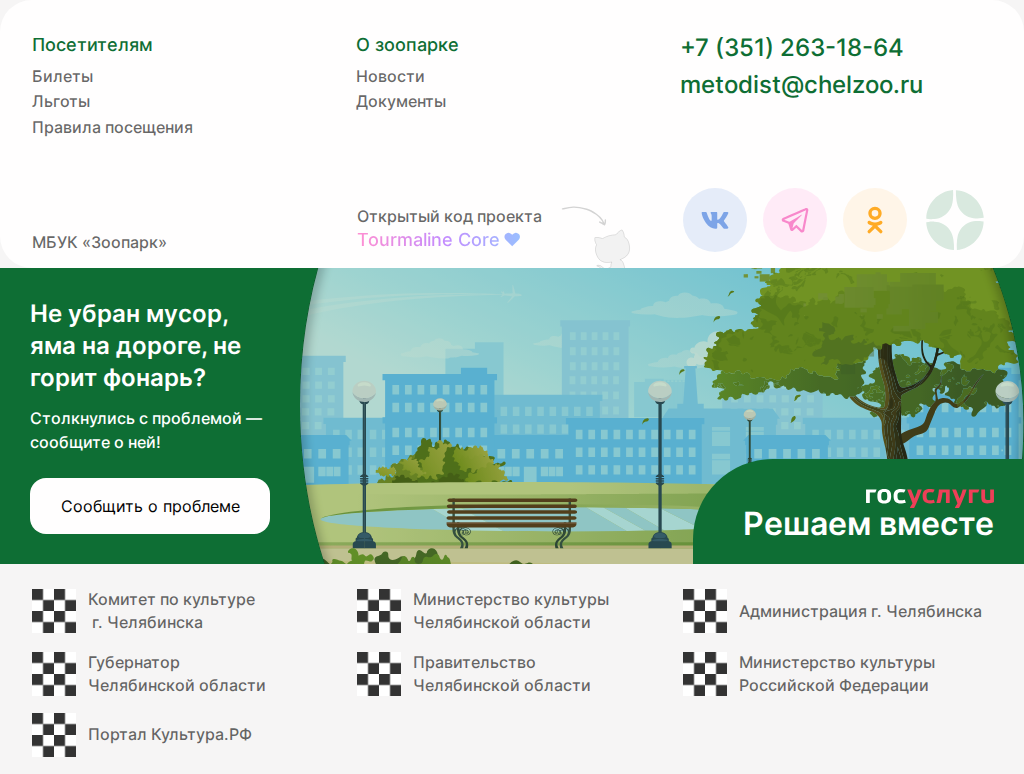 Посетителям
Билеты
Льготы
Правила посещения
О зоопарке
Новости
Документы
+7 (351) 263-18-64
metodist@chelzoo.ru
МБУК «Зоопарк»
Открытый код проекта
Tourmaline Core
Не убран мусор,
яма на дороге, не
горит фонарь?
Столкнулись с проблемой —
сообщите о ней!
Сообщить о проблеме
госуслуги
Решаем вместе
Комитет по культуре
г. Челябинска
Министерство культуры
Челябинской области
Администрация г. Челябинска
Губернатор
Челябинской области
Правительство
Челябинской области
Министерство культуры
Российской Федерации
Портал Культура.РФ